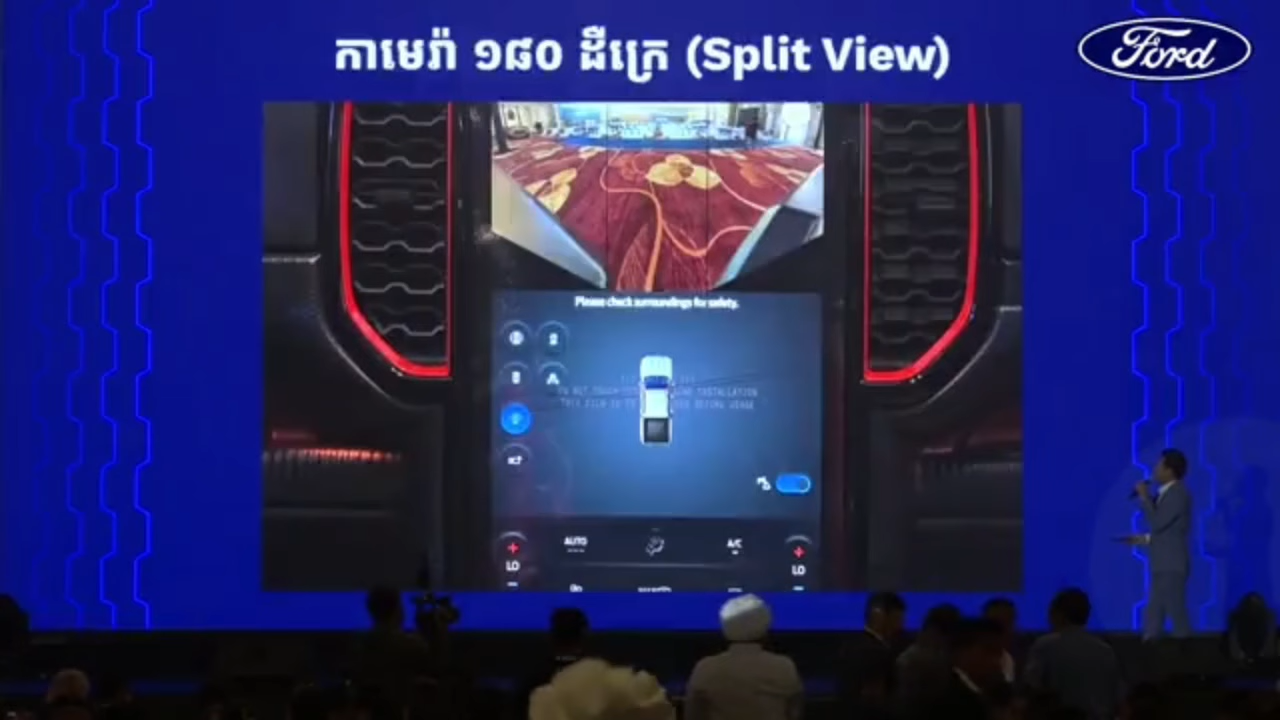 កាមេរ៉ា ១៨០ ដឺក្រេ (Split View)
Ford
Please check surroundings for safety.
AUTO
A/C
LO
LO